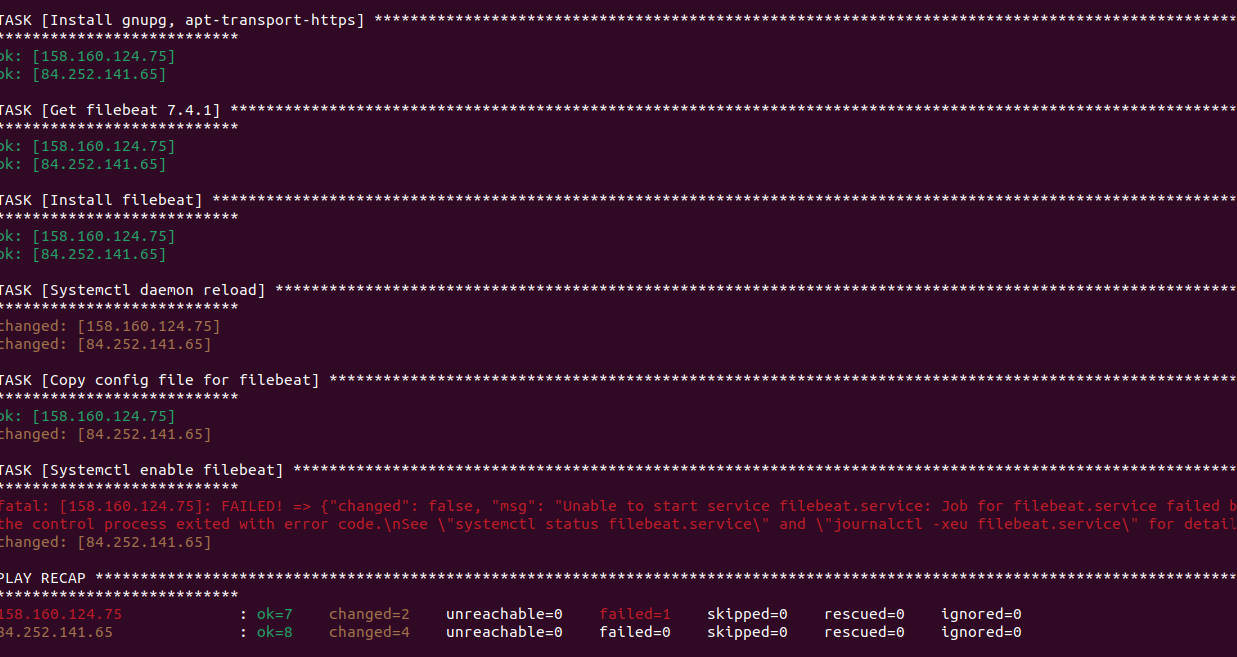 TASK [Install gnupg, apt-transport-https] ************************************************************************************************
***************************
ok: [158.160.124.75]
ok: [84.252.141.65]
TASK [Get filebeat 7.4.1] ****************************************************************************************************************
***************************
ok: [158.160.124.75]
ok: [84.252.141.65]
TASK [Install filebeat] ******************************************************************************************************************
***************************
ok: [158.160.124.75]
ok: [84.252.141.65]
TASK [Systemctl daemon reload] ***********************************************************************************************************
***************************
changed: [158.160.124.75]
changed: [84.252.141.65]
TASK [Copy config file for filebeat] *****************************************************************************************************
***************************
ok: [158.160.124.75]
changed: [84.252.141.65]
TASK [Systemctl enable filebeat] *********************************************************************************************************
***************************
fatal: [158.160.124.75]: FAILED! => {"changed": false, "msg": "Unable to start service filebeat.service: Job for filebeat.service failed b
the control process exited with error code.\nSee \"systemctl status filebeat.service\" and \"journalctl -xeu filebeat.service\" for detail
changed: [84.252.141.65]
PLAY RECAP *******************************************************************************************************************************
***************************
158.160.124.75 : ok=7 changed=2 unreachable=0 failed=1 skipped=0 rescued=0 ignored=0
84.252.141.65 : ok=8 changed=4 unreachable=0 failed=0 skipped=0 rescued=0 ignored=0